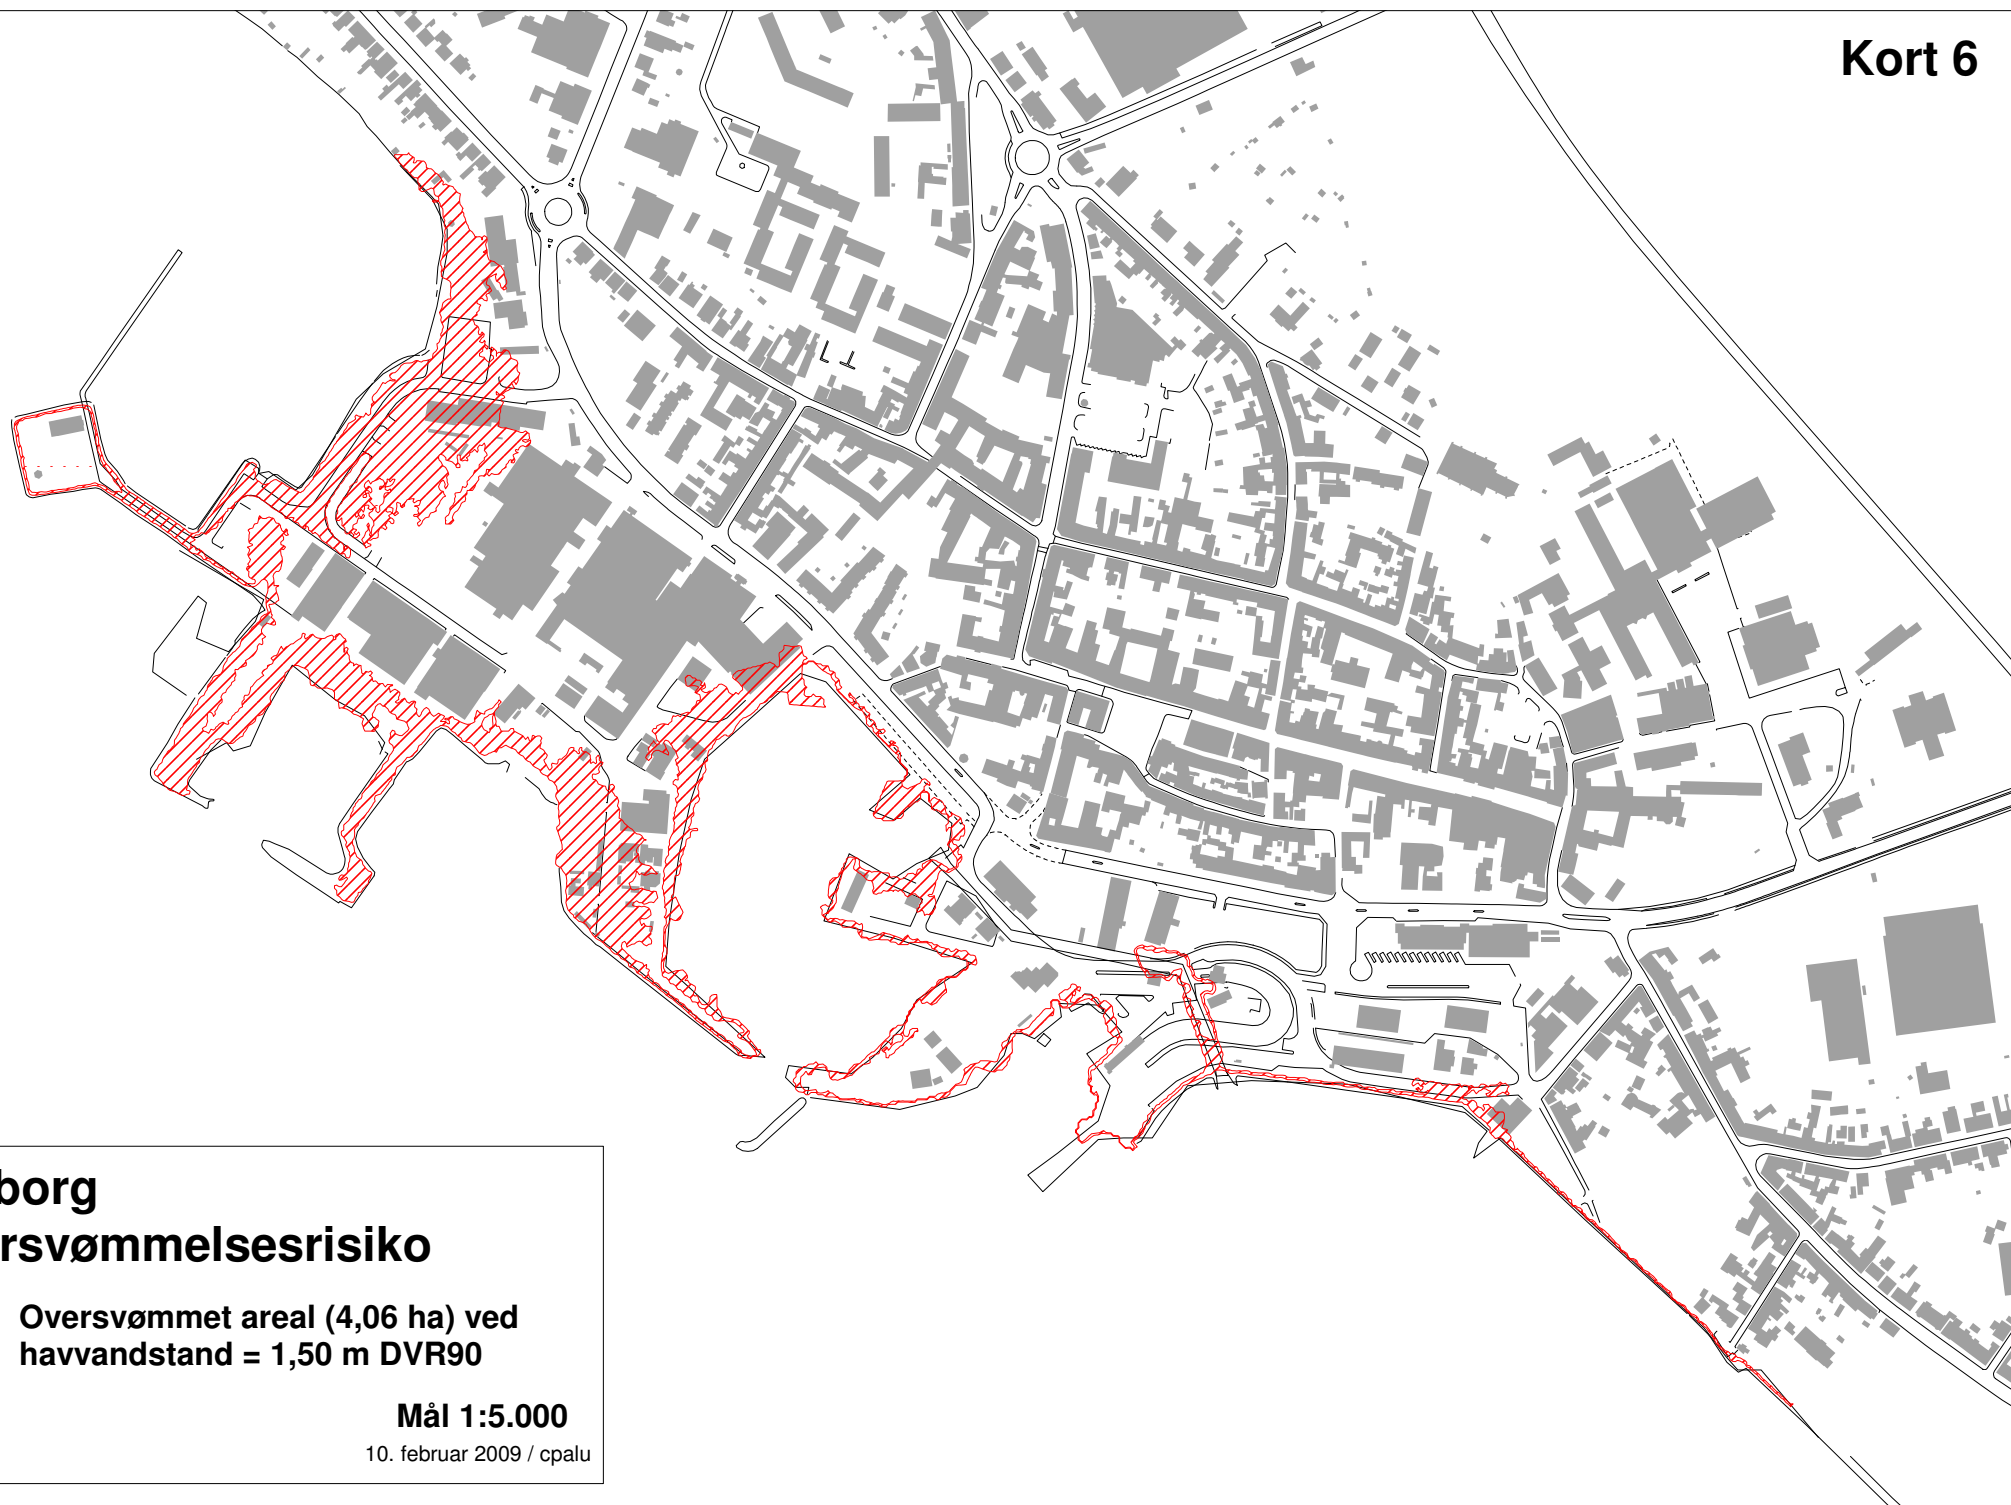 Kort 6
borg
rsvømmelsesrisiko
Oversvømmet areal (4,06 ha) ved
havvandstand = 1,50 m DVR90
Mål 1:5.000
10. februar 2009 / cpalu